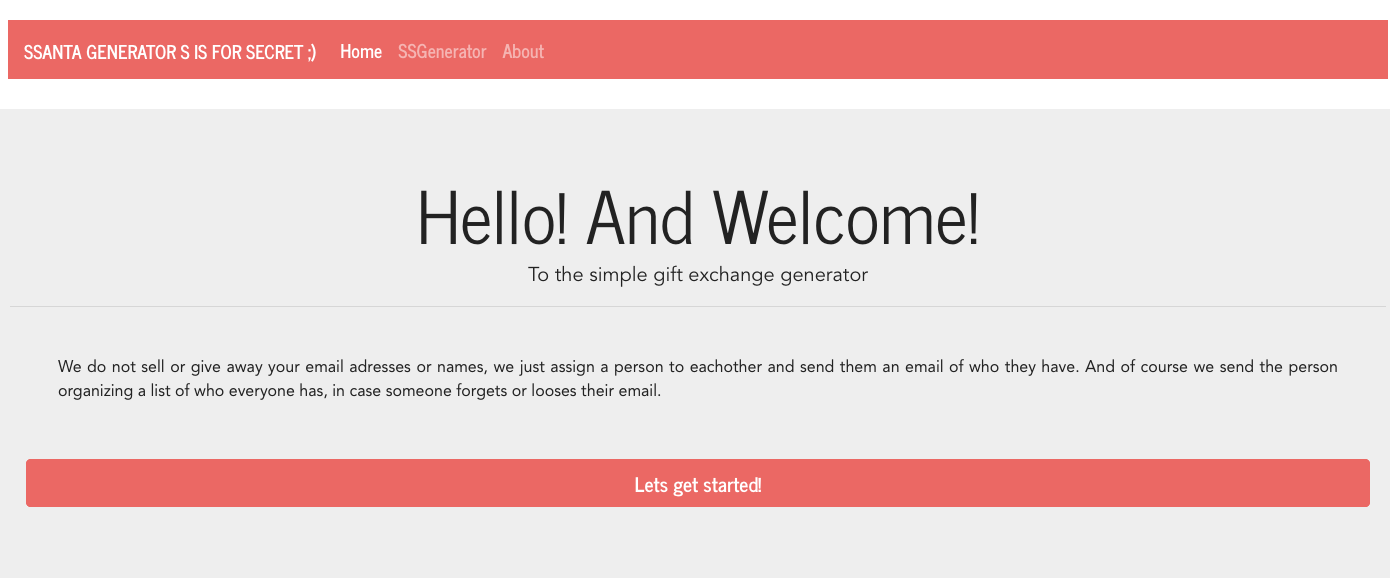 SSANTA GENERATOR S IS FOR SECRET ;) Home SSGenerator About
Hello! And Welcome!
To the simple gift exchange generator
We do not sell or give away your email adresses or names, we just assign a person to eachother and send them an email of who they have. And of course we send the person
organizing a list of who everyone has, in case someone forgets or looses their email.
Lets get started!